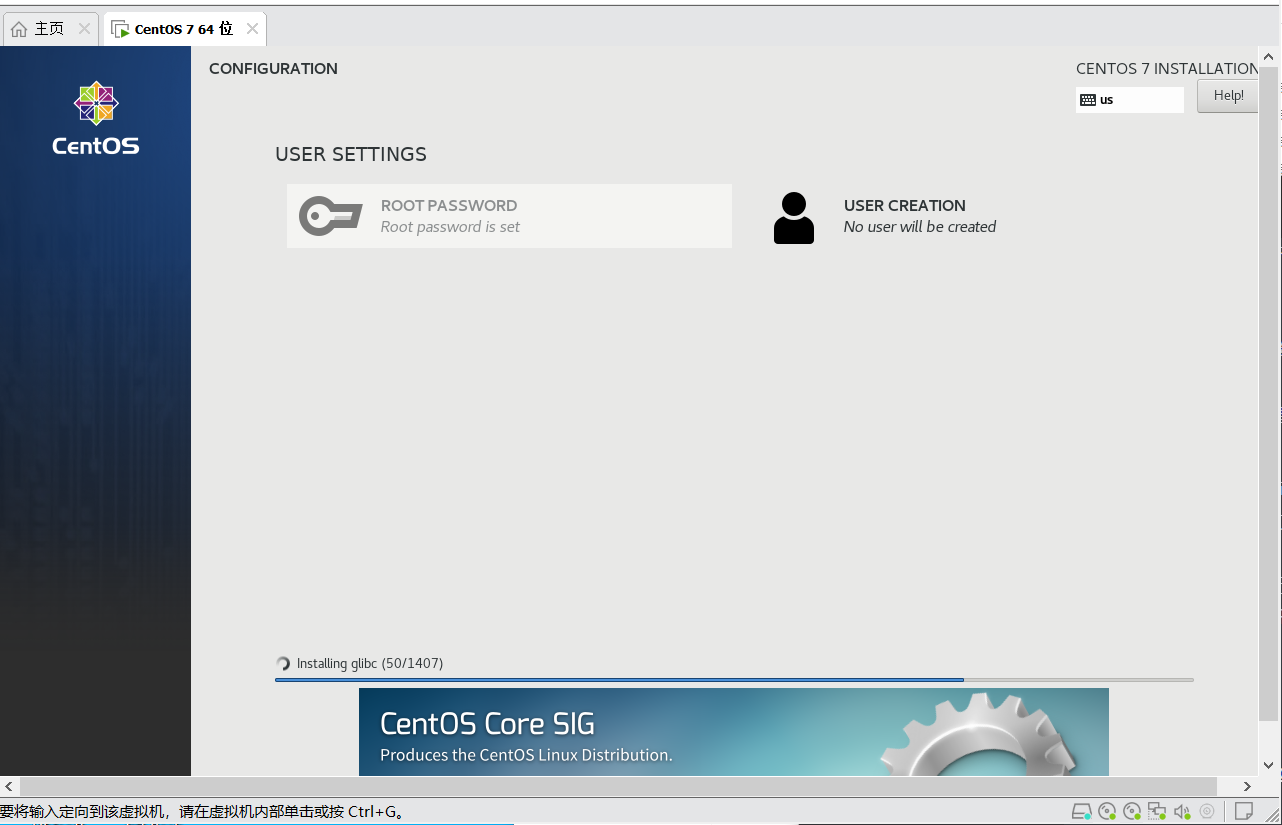 主页
CentOS 7 64 位
CentOS
CONFIGURATION
CENTOS 7 INSTALLATION
us
Help!
USER SETTINGS
ROOT PASSWORD
Root password is set
USER CREATION
No user will be created
Installing glibc (50/1407)
CentOS Core SIG
Produces the CentOS Linux Distribution.
要将输入定向到该虚拟机，请在虚拟机内部单击或按 Ctrl+G。